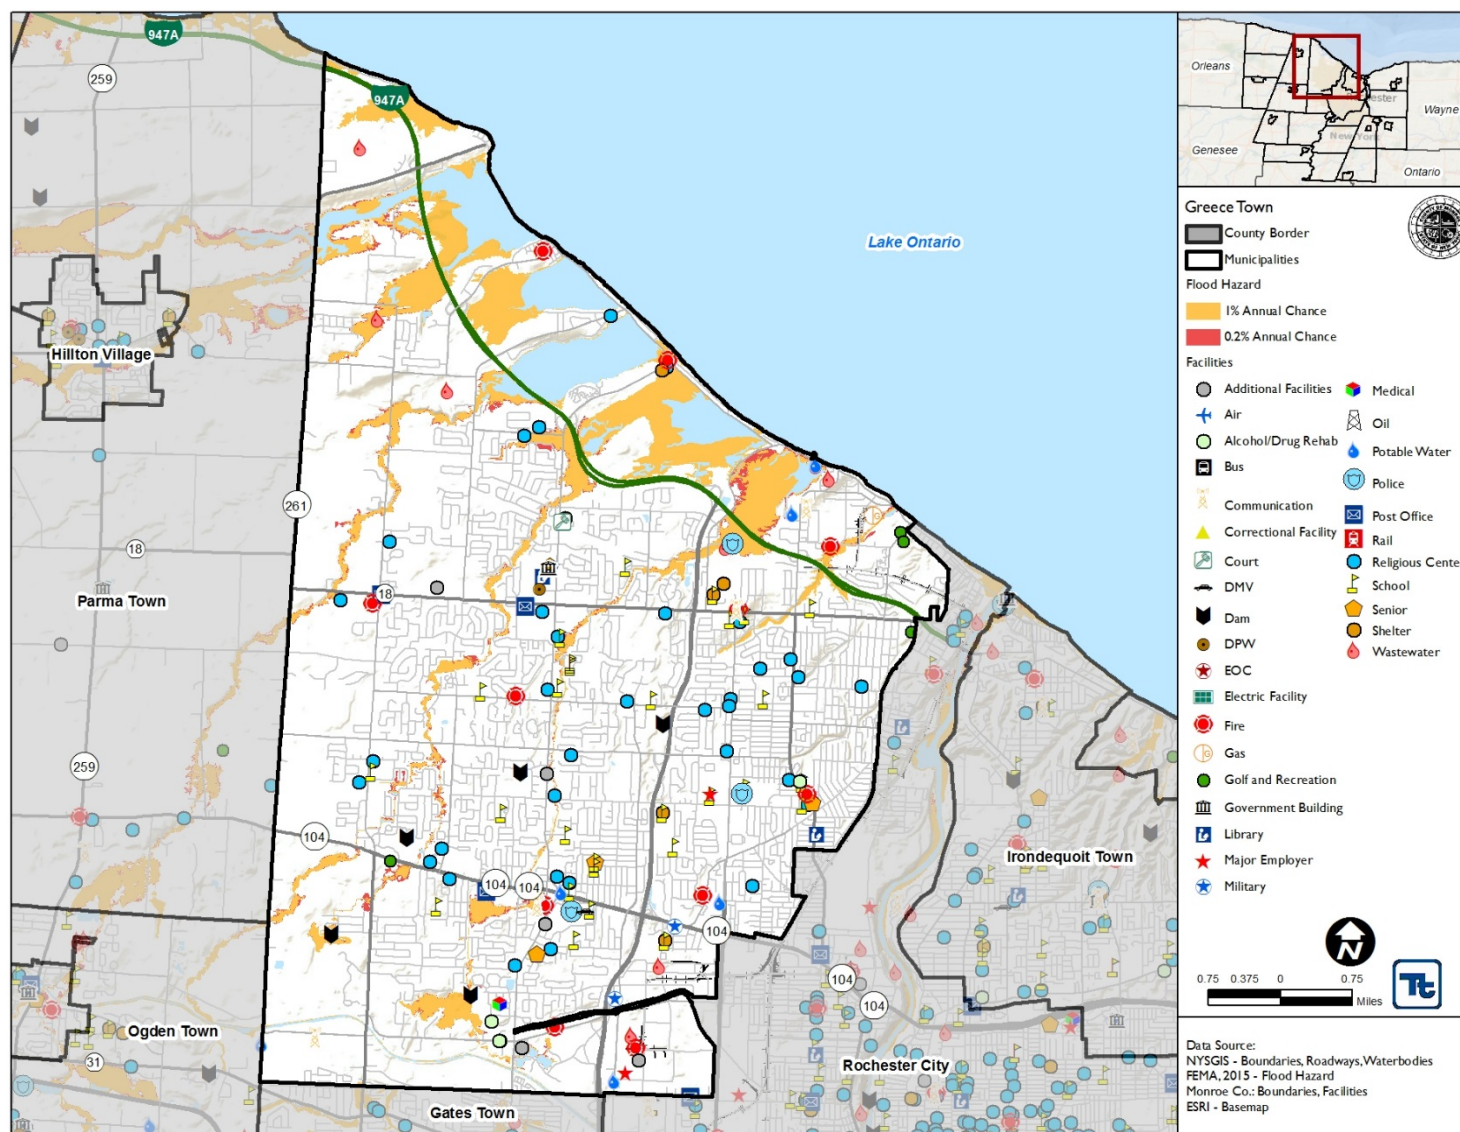 947A
259
947A
Lake Ontario
Hillton Village
261
18
18
Parma Town
259
104
104
104
104
104
104
Irondequoit Town
Ogden Town
31
Rochester City
Gates Town
Orleans
Wayne
Genesee
Ontario
Greece Town
County Border
Municipalities
Flood Hazard
1% Annual Chance
0.2% Annual Chance
Facilities
Additional Facilities
Air
Alcohol/Drug Rehab
Bus
Communication
Correctional Facility
Court
DMV
Dam
DPW
EOC
Electric Facility
Fire
Gas
Golf and Recreation
Government Building
Library
Major Employer
Military
Medical
Oil
Potable Water
Police
Post Office
Rail
Religious Cente
School
Senior
Shelter
Wastewater
N
0.75 0.375 0 0.75
Miles
Tt
Data Source:
NYSGIS - Boundaries, Roadways, Waterbodies
FEMA, 2015 - Flood Hazard
Monroe Co.: Boundaries, Facilities
ESRI - Basemap